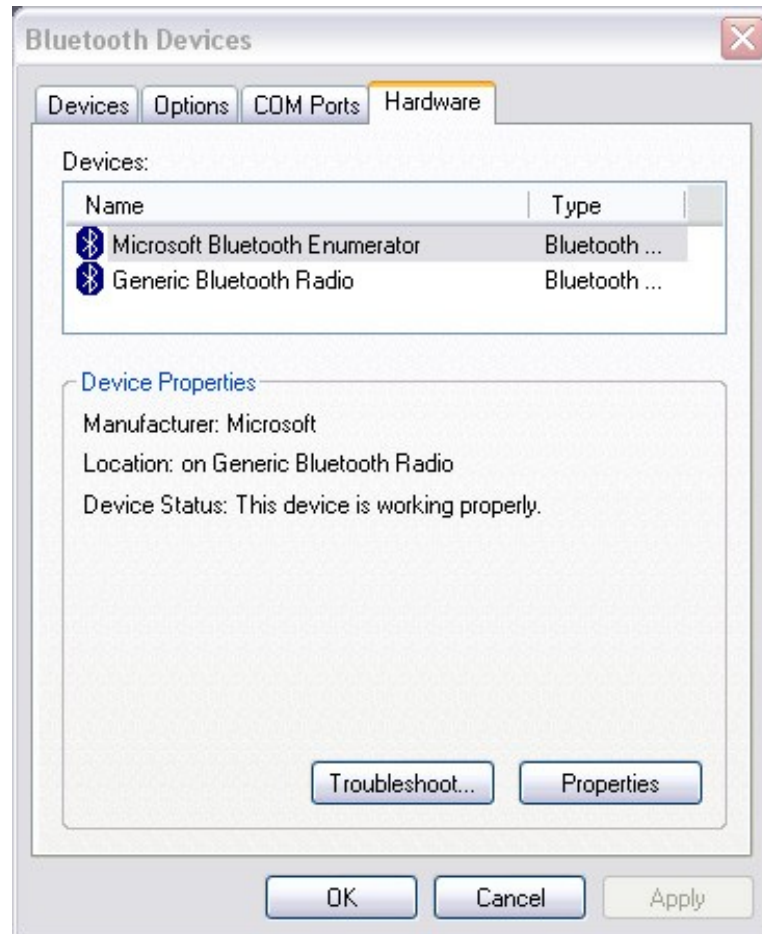 Bluetooth Devices
Devices Options COM Ports Hardware
Devices:
Name Type
Microsoft Bluetooth Enumerator Bluetooth ...
Generic Bluetooth Radio Bluetooth ...
Device Properties
Manufacturer: Microsoft
Location: on Generic Bluetooth Radio
Device Status: This device is working properly.
Troubleshoot... Properties
OK Cancel Apply